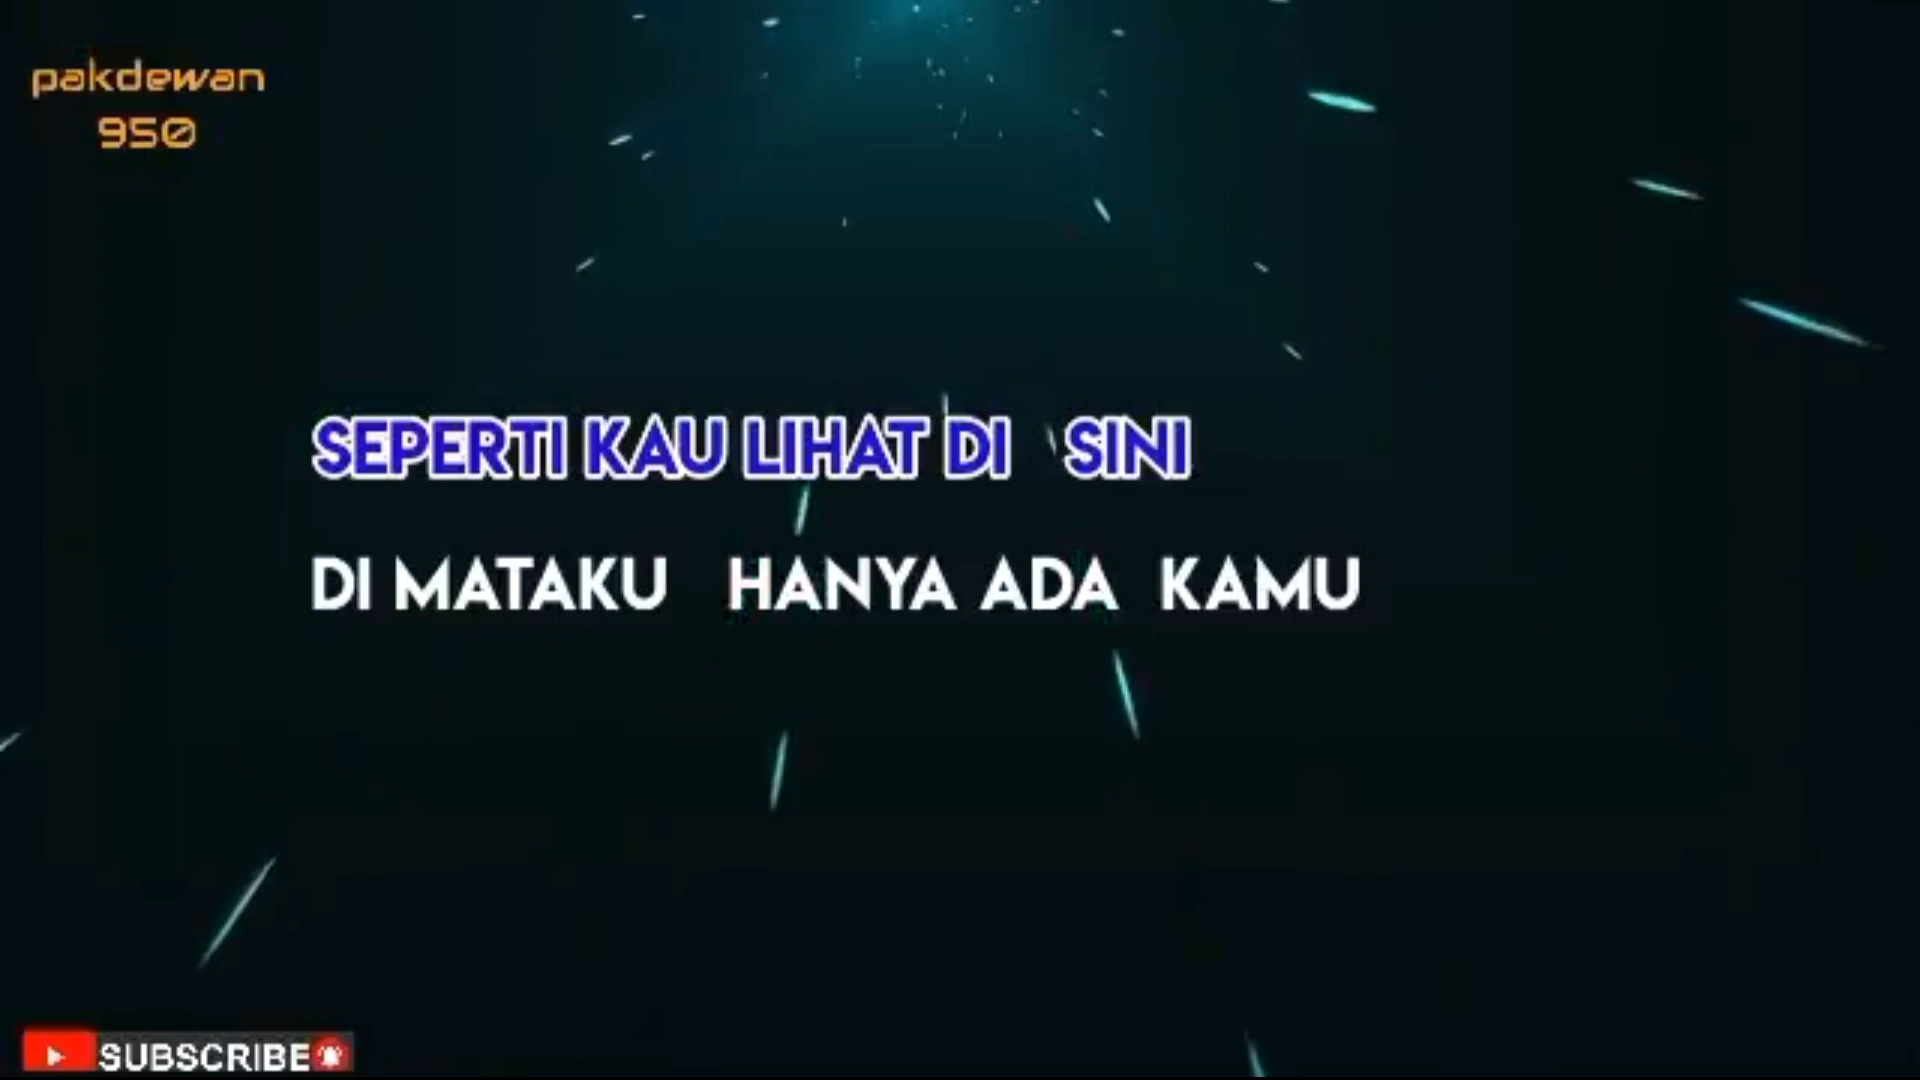 pakdewan
950
SEPERTI KAU LIHAT DI SINI
DI MATAKU HANYA ADA KAMU
SUBSCRIBE